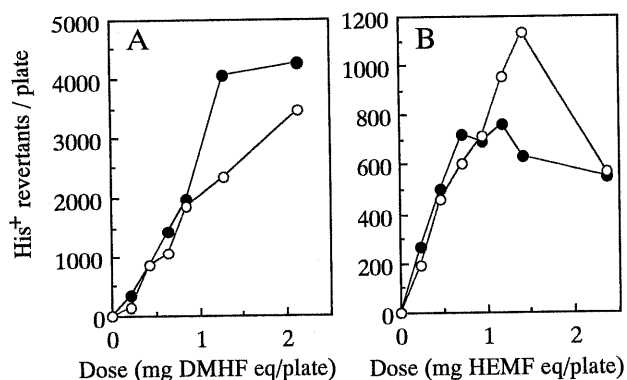 His⁺ revertants / plate
A
5000
4000
3000
2000
1000
0
0 1 2
Dose (mg DMHF eq/plate)
B
1200
1000
800
600
400
200
0
0 1 2
Dose (mg HEMF eq/plate)